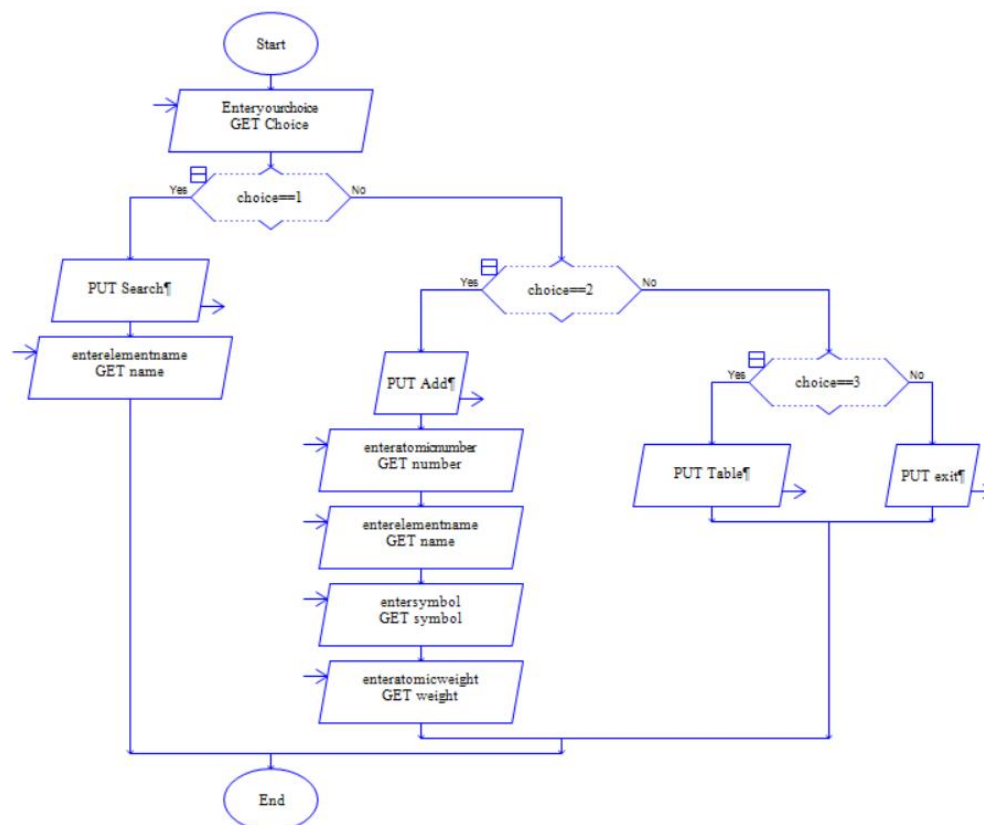 Start
Enteryourchoice
GET Choice
Yes
choice==1
No
PUT Search¶
enterelementname
GET name
Yes
choice==2
No
PUT Add¶
enteratomicnumber
GET number
enterelementname
GET name
entersymbol
GET symbol
enteratomicweight
GET weight
Yes
choice==3
No
PUT Table¶
PUT exit¶
End